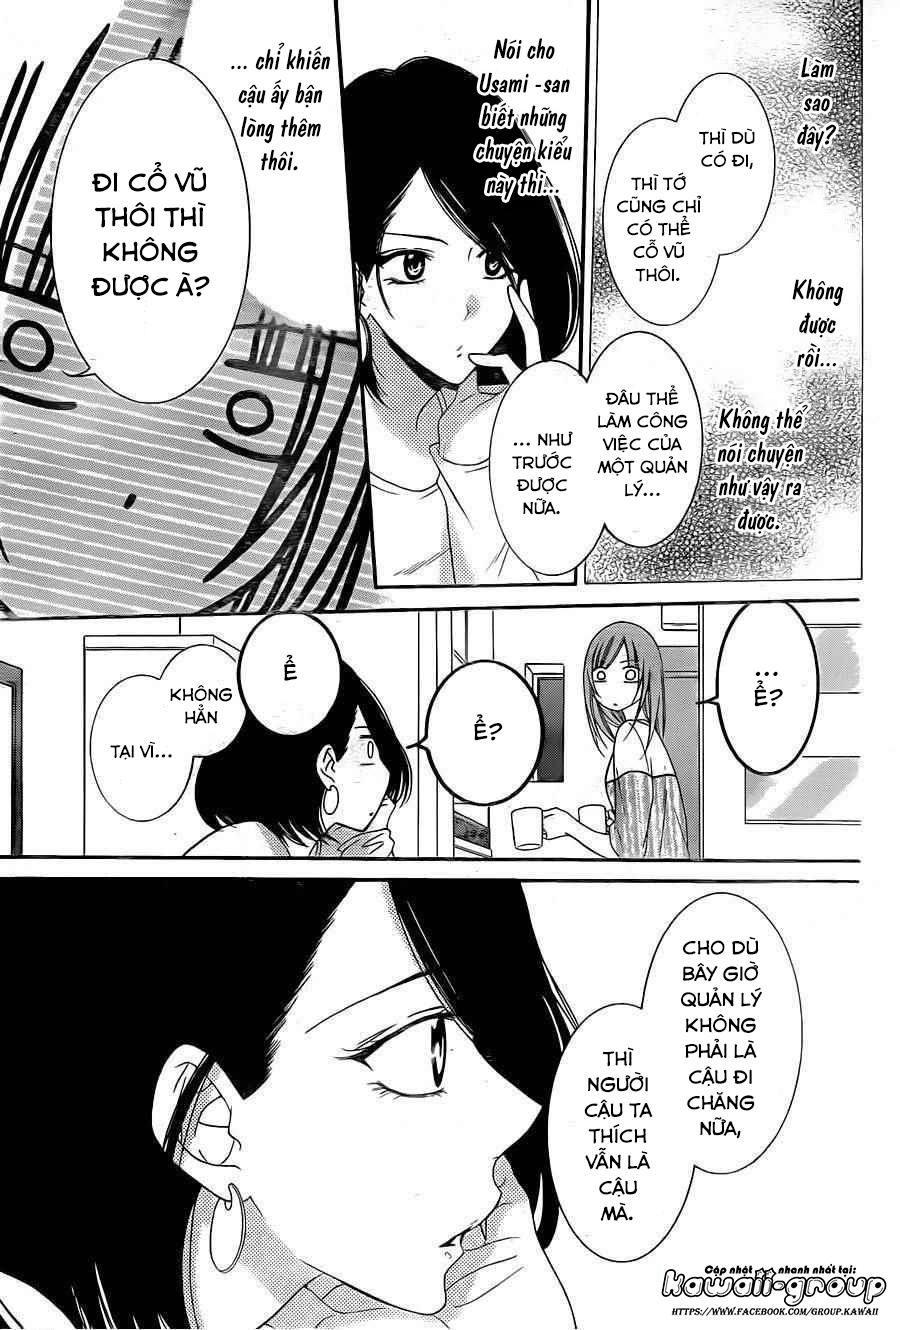 Làm
sao
đây?
THÌ DÙ
CÓ ĐI,
THÌ TỚ
CŨNG CHỈ
CÓ THỂ
CỖ VŨ
THÔI.
Không
được
rồi...
Không thể
nói chuyện
như vậy ra
được.
ĐÂU THỂ
LÀM CÔNG
VIỆC CỦA
MỘT QUẢN
LÝ...
... NHƯ
TRƯỚC
ĐƯỢC
NỮA.
Nói cho
Usami -san
biết những
chuyện kiểu
này thì...
... chỉ khiến
cậu ấy bận
lòng thêm
thôi.
ĐI CỔ VŨ
THÔI THÌ
KHÔNG
ĐƯỢC À?
...
Ể?
Ể?
Ể
KHÔNG
HẲN
TẠI VÌ...
CHO DÙ
BÂY GIỜ
QUẢN LÝ
KHÔNG
PHẢI LÀ
CẬU ĐI
CHĂNG
NỮA,
THÌ
NGƯỜI
CẬU TA
THÍCH
VẪN LÀ
CẬU
MÀ.
Cập nhật nhanh nhất tại:
kawaii-group
HTTPS://WWW.FACEBOOK.COM/GROUP.KAWAII